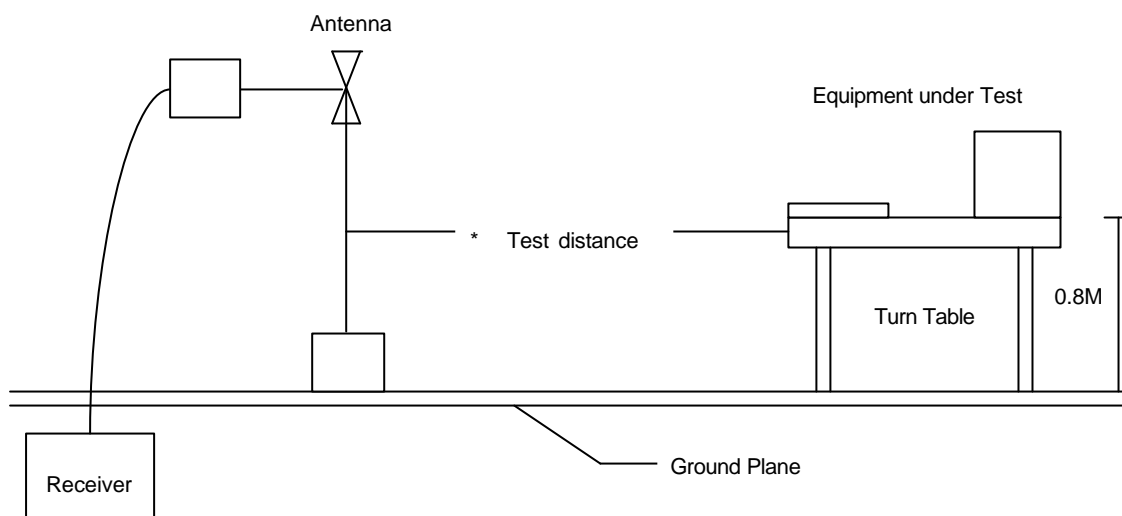 Antenna
Equipment under Test
* Test distance
0.8M
Turn Table
Ground Plane
Receiver